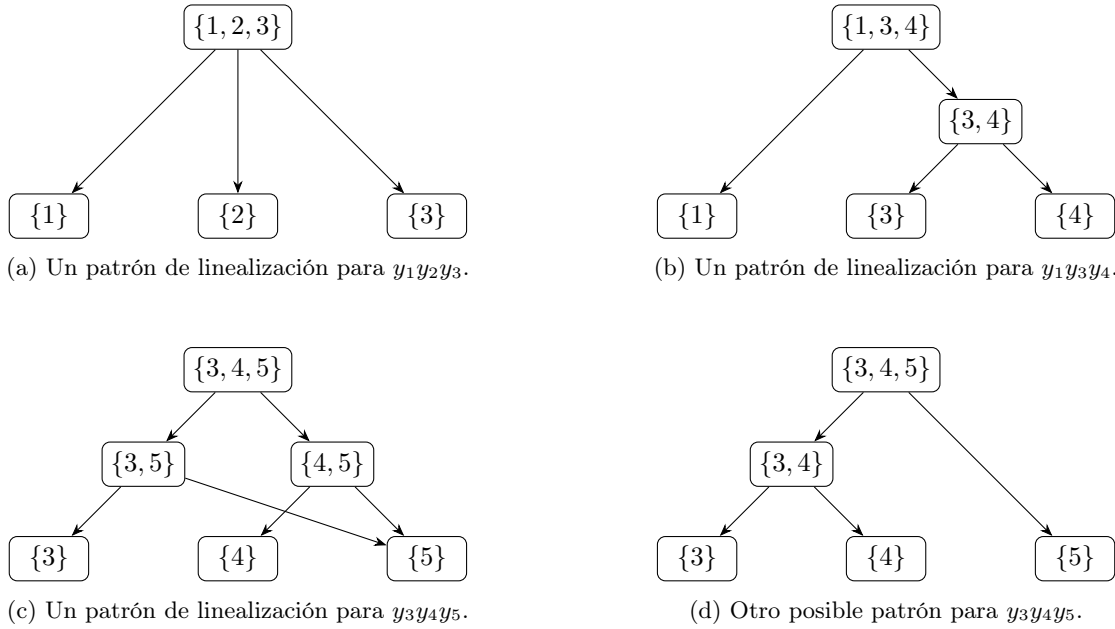 {1, 2, 3}
{1} {2} {3}
(a) Un patrón de linealización para y₁y₂y₃.
{1, 3, 4}
{3, 4}
{1} {3} {4}
(b) Un patrón de linealización para y₁y₃y₄.
{3, 4, 5}
{3, 5} {4, 5}
{3} {4} {5}
(c) Un patrón de linealización para y₃y₄y₅.
{3, 4, 5}
{3, 4}
{3} {4} {5}
(d) Otro posible patrón para y₃y₄y₅.